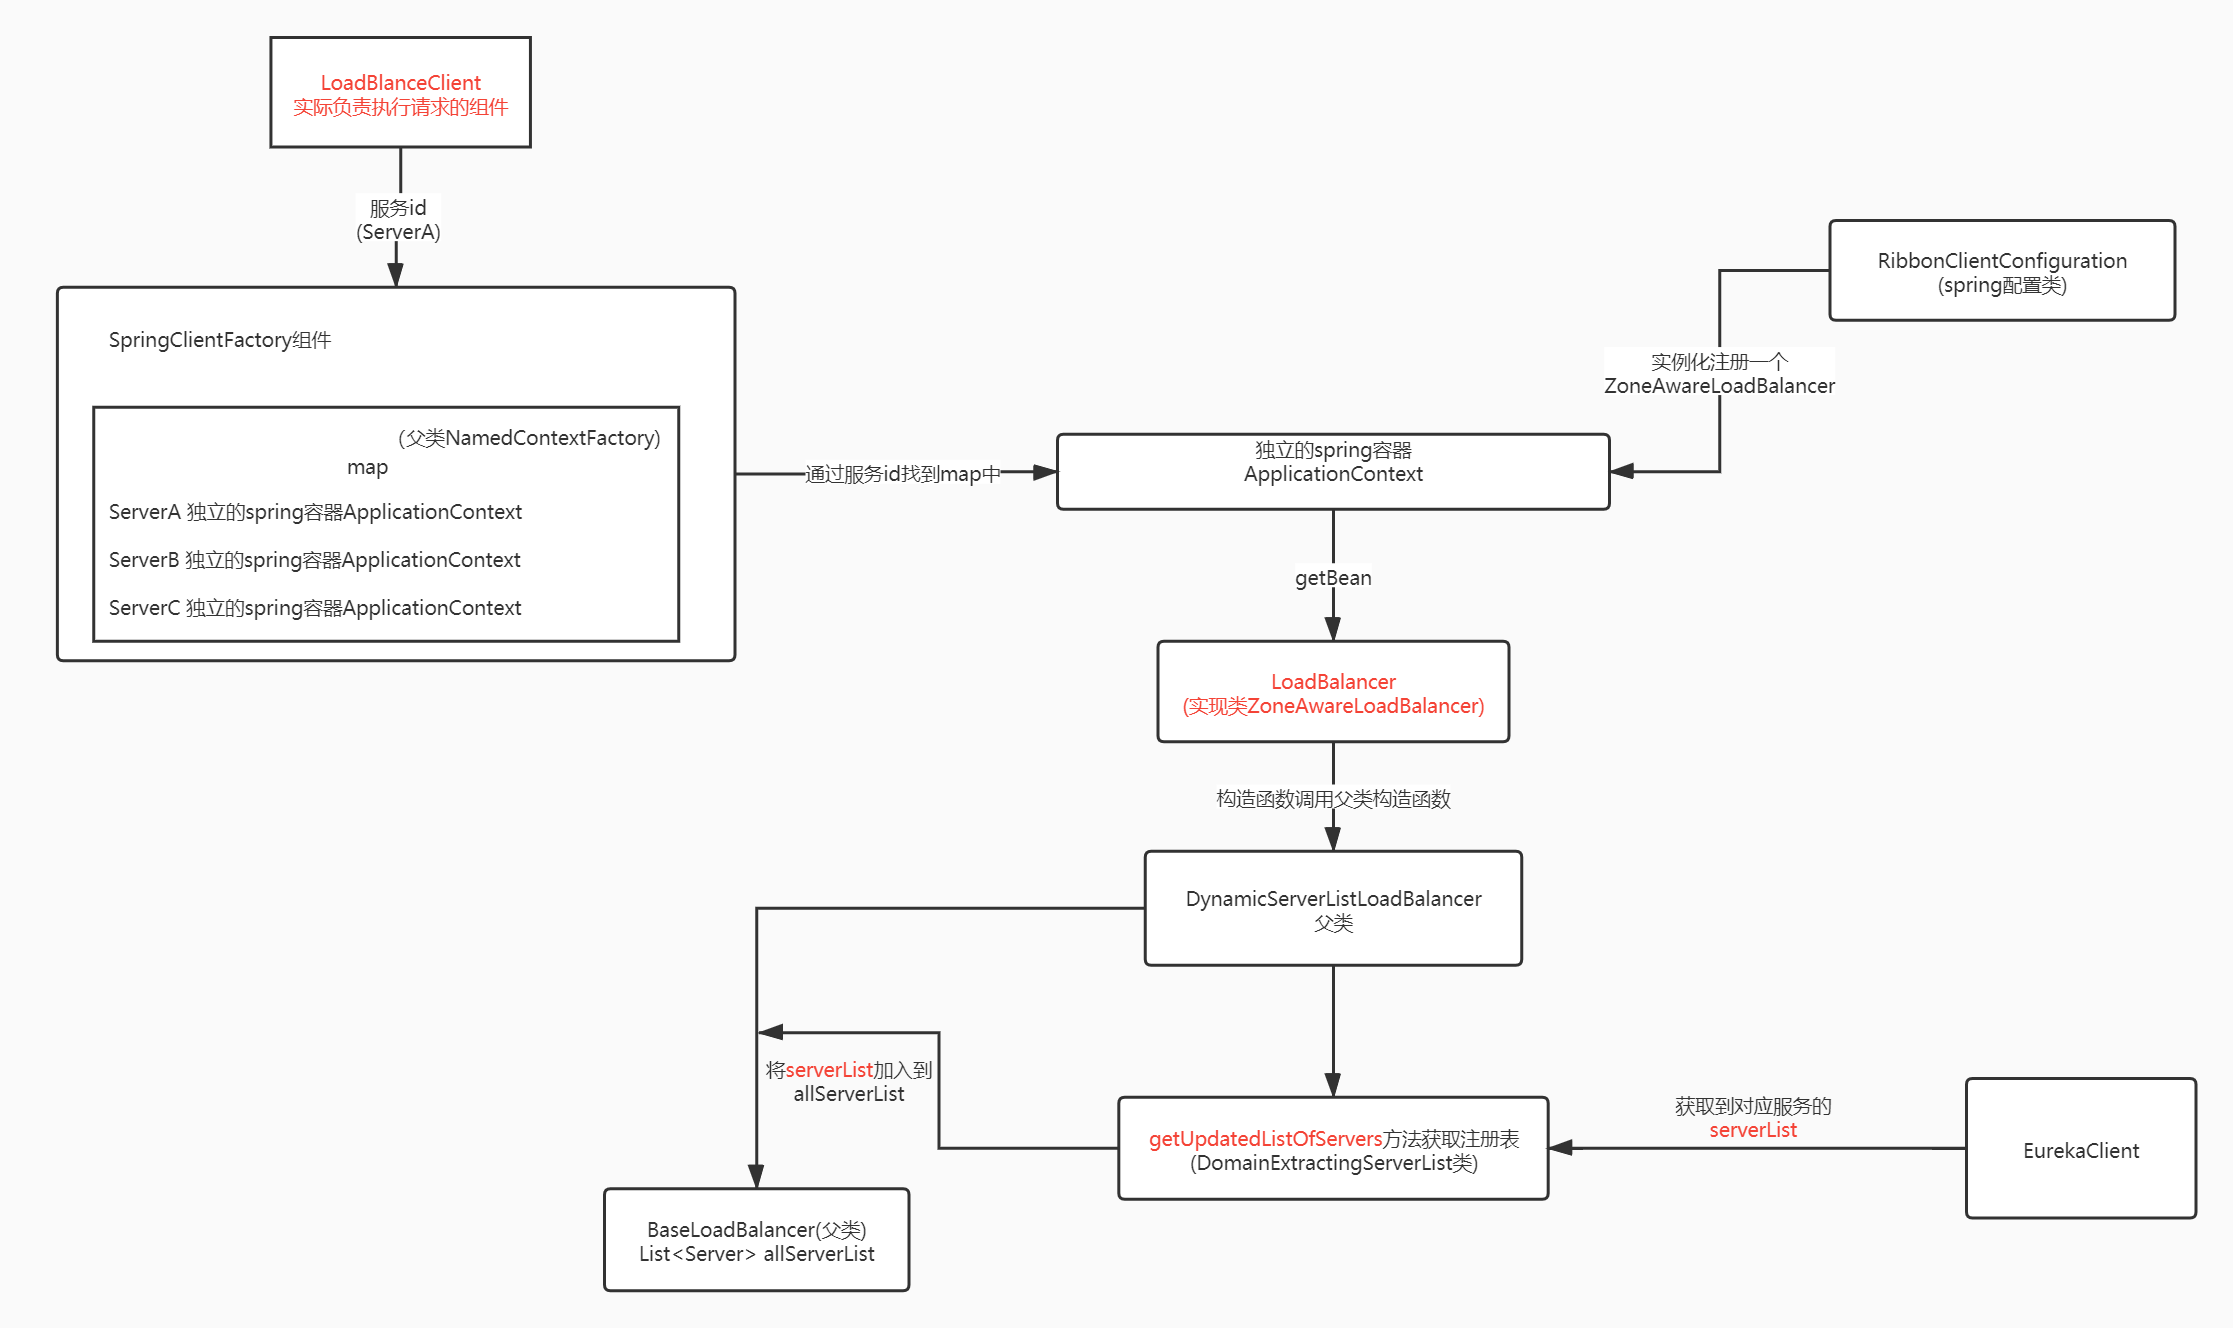 LoadBlanceClient
实际负责执行请求的组件
服务id
(ServerA)
SpringClientFactory组件
(父类NamedContextFactory)
map
ServerA 独立的spring容器ApplicationContext
ServerB 独立的spring容器ApplicationContext
ServerC 独立的spring容器ApplicationContext
通过服务id找到map中
独立的spring容器
ApplicationContext
RibbonClientConfiguration
(spring配置类)
实例化注册一个
ZoneAwareLoadBalancer
getBean
LoadBalancer
(实现类ZoneAwareLoadBalancer)
构造函数调用父类构造函数
DynamicServerListLoadBalancer
父类
将serverList加入到
allServerList
getUpdatedListOfServers方法获取注册表
(DomainExtractingServerList类)
获取到对应服务的
serverList
EurekaClient
BaseLoadBalancer(父类)
List<Server> allServerList